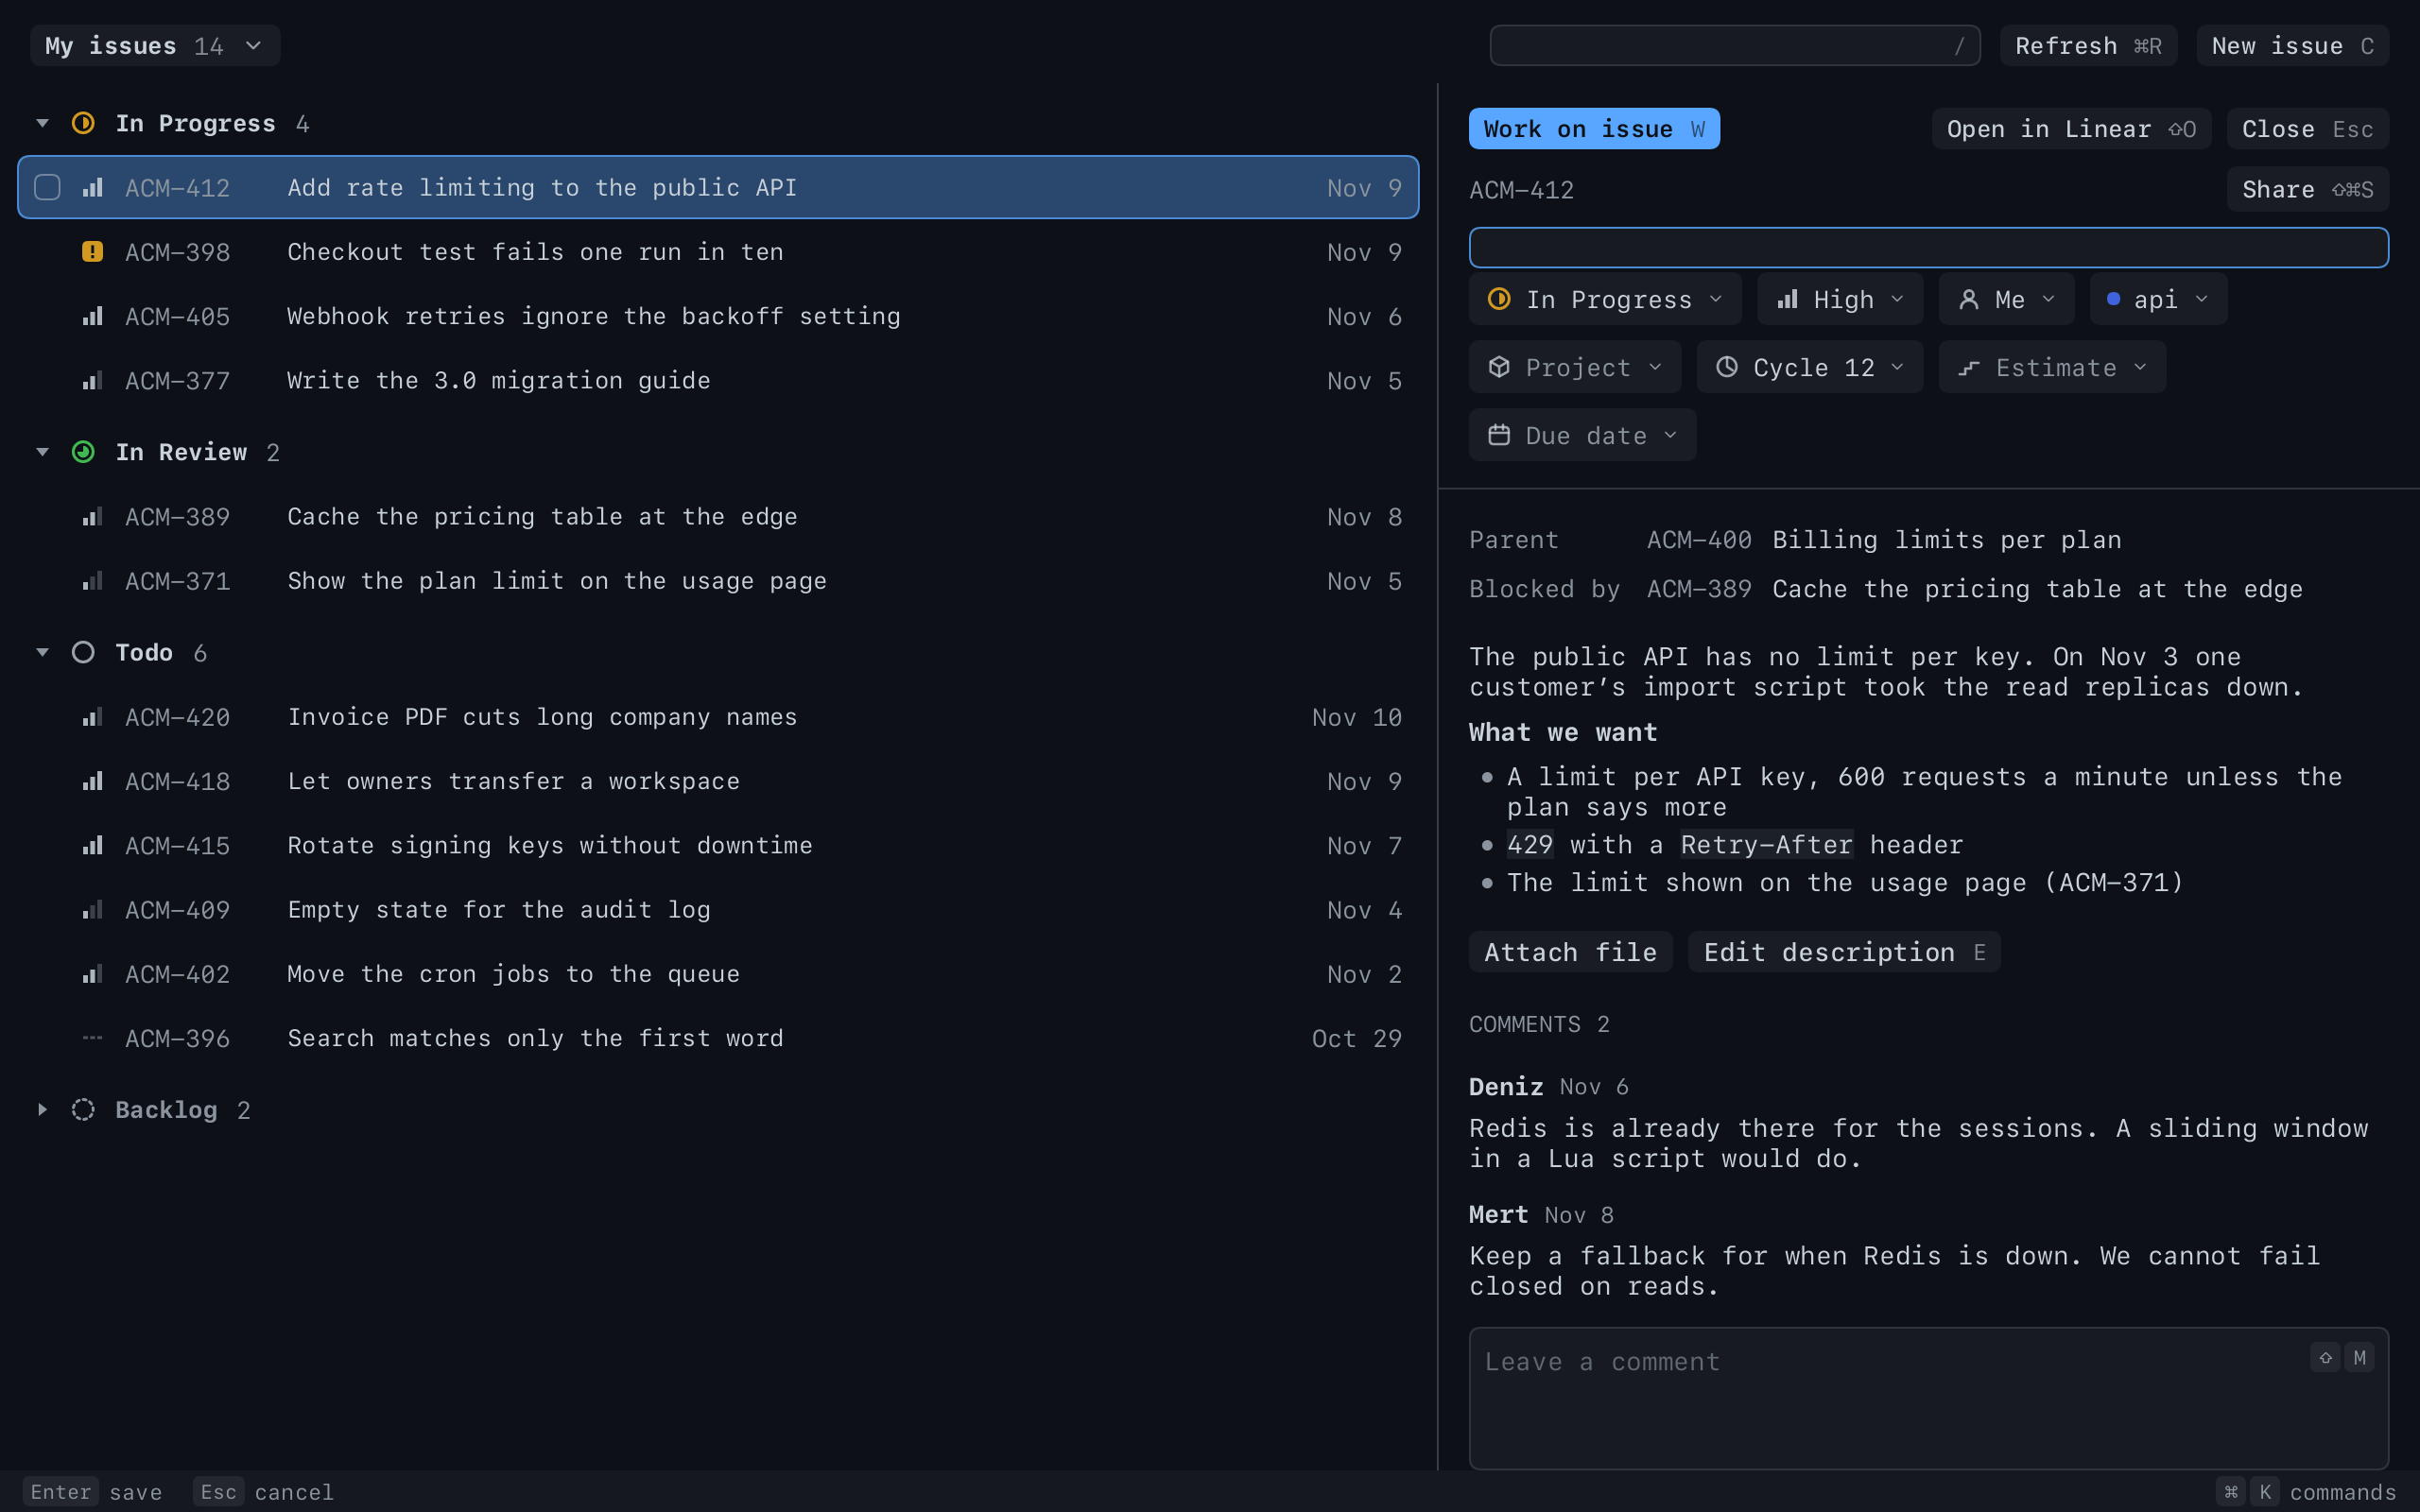 My issues 14
/
Refresh ⌘R
New issue C
In Progress 4
ACM-412 Add rate limiting to the public API Nov 9
ACM-398 Checkout test fails one run in ten Nov 9
ACM-405 Webhook retries ignore the backoff setting Nov 6
ACM-377 Write the 3.0 migration guide Nov 5
In Review 2
ACM-389 Cache the pricing table at the edge Nov 8
ACM-371 Show the plan limit on the usage page Nov 5
Todo 6
ACM-420 Invoice PDF cuts long company names Nov 10
ACM-418 Let owners transfer a workspace Nov 9
ACM-415 Rotate signing keys without downtime Nov 7
ACM-409 Empty state for the audit log Nov 4
ACM-402 Move the cron jobs to the queue Nov 2
ACM-396 Search matches only the first word Oct 29
Backlog 2
Work on issue W
Open in Linear ⇧O
Close Esc
ACM-412
Share ⇧⌘S
In Progress
High
Me
api
Project
Cycle 12
Estimate
Due date
Parent ACM-400 Billing limits per plan
Blocked by ACM-389 Cache the pricing table at the edge
The public API has no limit per key. On Nov 3 one
customer’s import script took the read replicas down.
What we want
• A limit per API key, 600 requests a minute unless the
plan says more
• 429 with a Retry-After header
• The limit shown on the usage page (ACM-371)
Attach file
Edit description E
COMMENTS 2
Deniz Nov 6
Redis is already there for the sessions. A sliding window
in a Lua script would do.
Mert Nov 8
Keep a fallback for when Redis is down. We cannot fail
closed on reads.
Leave a comment ⇧ M
Enter save Esc cancel
⌘ K commands